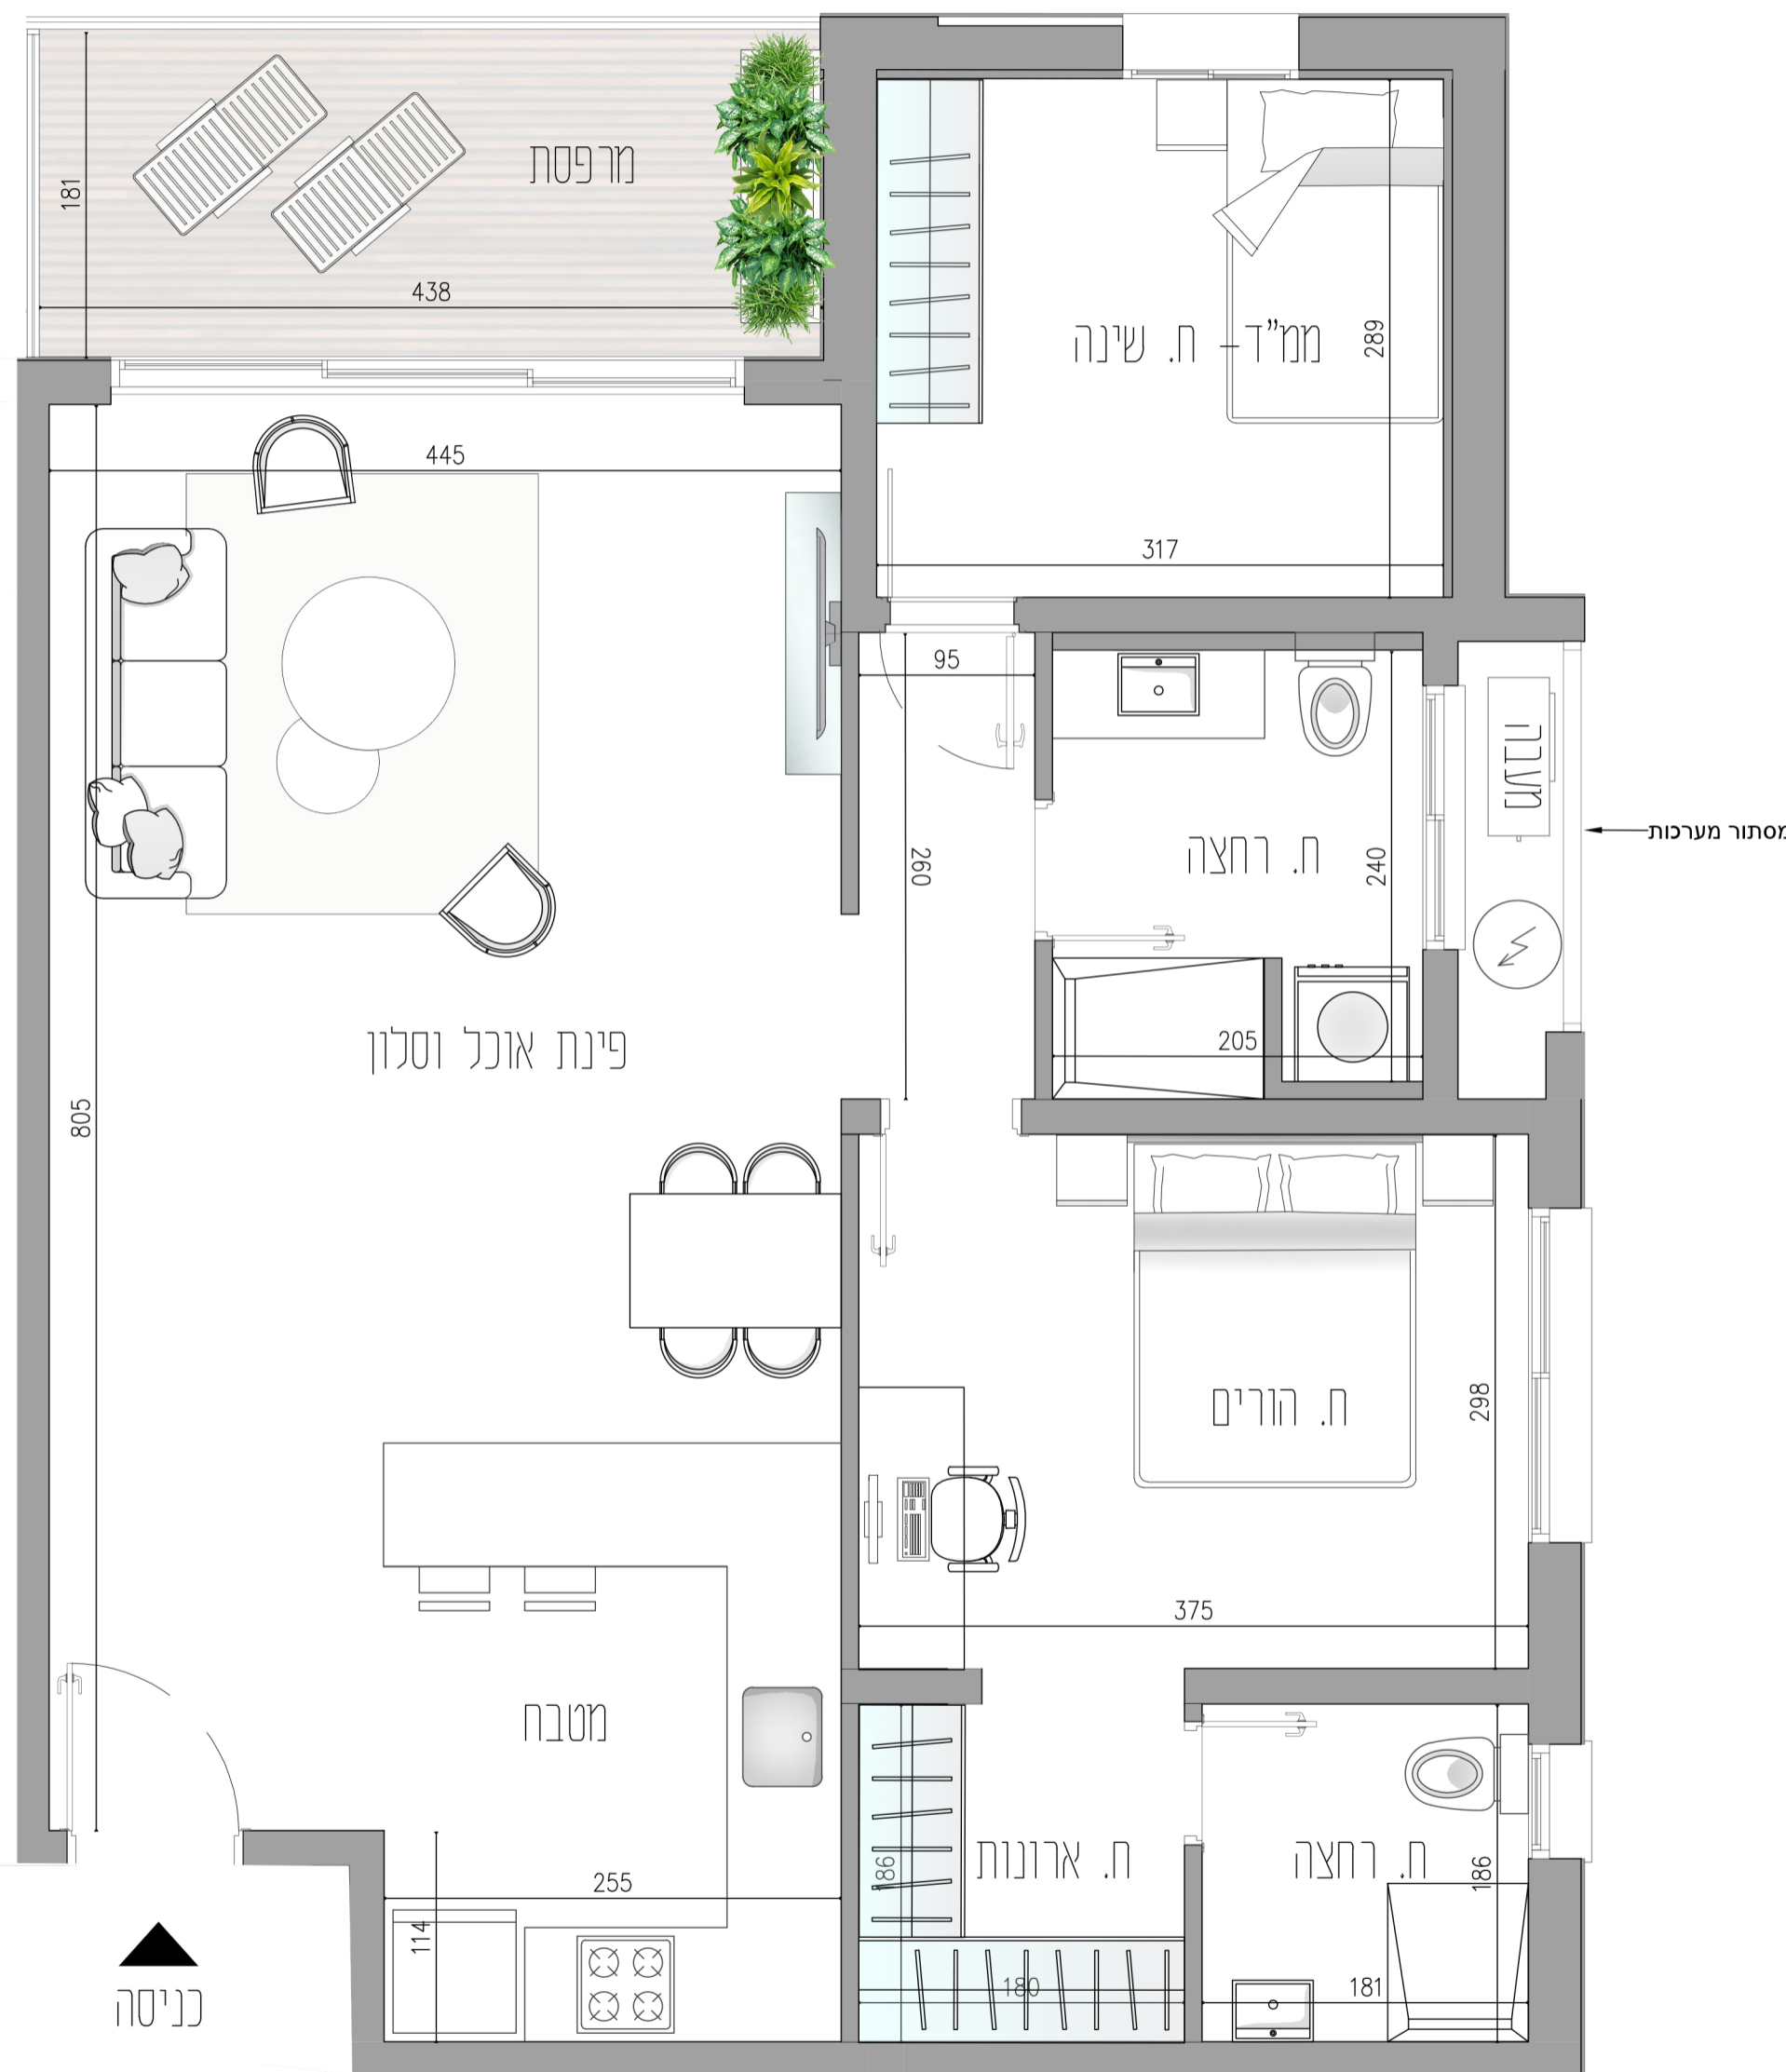 מרפסת
181
438
ממ"ד- ח. שינה
289
317
445
95
מעבה
מסתור מערכות
ח. רחצה
240
260
205
פינת אוכל וסלון
805
ח. הורים
298
375
מטבח
255
114
כניסה
ח. ארונות
186
180
ח. רחצה
186
181